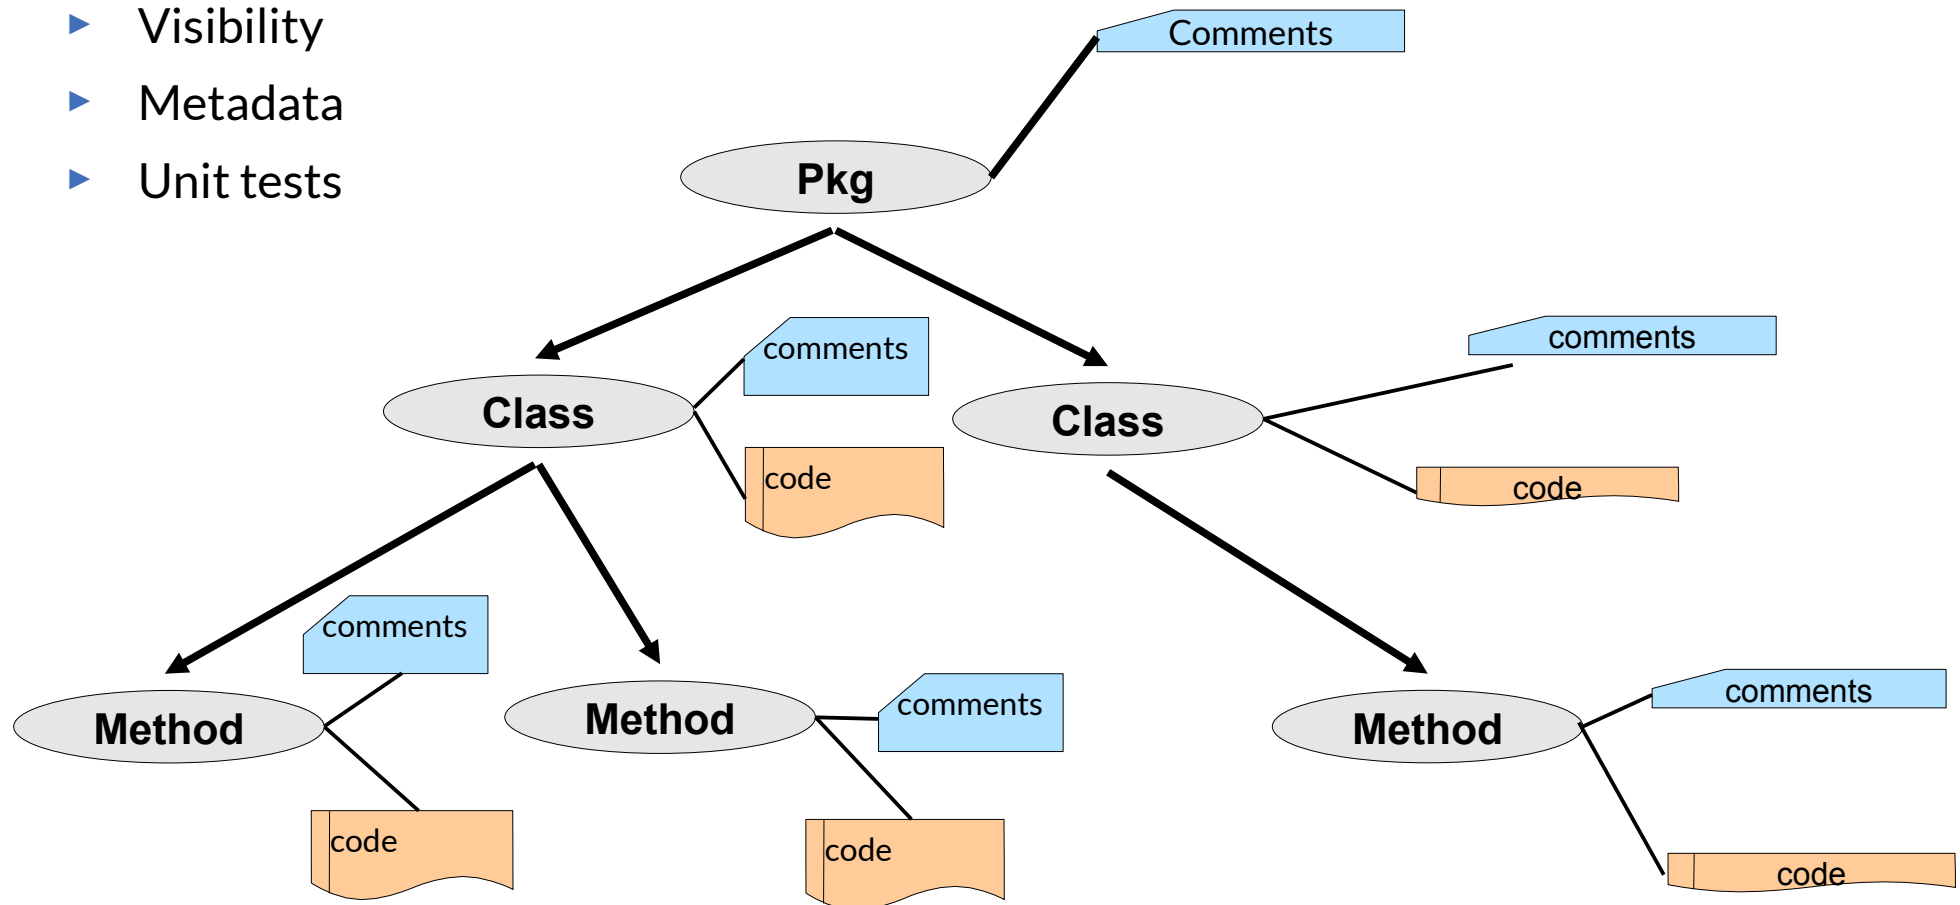 Visibility
Metadata
Unit tests
Comments
Pkg
comments
comments
Class
Class
code
code
comments
comments
comments
Method
Method
Method
code
code
code